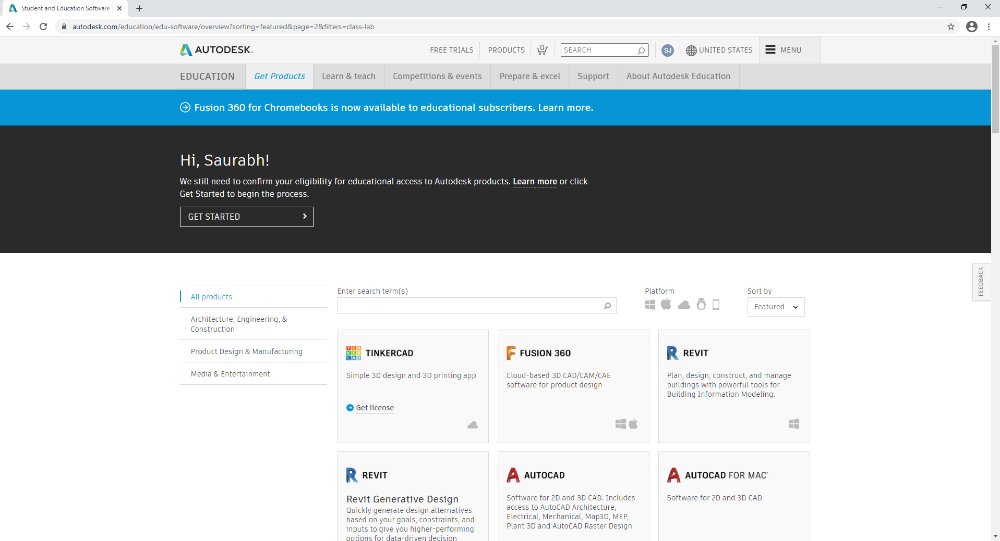 Student and Education Software
autodesk.com/education/edu-software/overview?sorting=featured&page=2&filters=class-lab
AUTODESK.
FREE TRIALS
PRODUCTS
0
SEARCH
SJ
UNITED STATES
MENU
EDUCATION
Get Products
Learn & teach
Competitions & events
Prepare & excel
Support
About Autodesk Education
Fusion 360 for Chromebooks is now available to educational subscribers. Learn more.
Hi, Saurabh!
We still need to confirm your eligibility for educational access to Autodesk products. Learn more or click
Get Started to begin the process.
GET STARTED
FEEDBACK
All products
Architecture, Engineering, &
Construction
Product Design & Manufacturing
Media & Entertainment
Enter search term(s)
Platform
Sort by
Featured
TIN
KER
CAD
TINKERCAD
Simple 3D design and 3D printing app
Get license
FUSION 360
Cloud-based 3D CAD/CAM/CAE
software for product design
REVIT
Plan, design, construct, and manage
buildings with powerful tools for
Building Information Modeling.
REVIT
Revit Generative Design
Quickly generate design alternatives
based on your goals, constraints, and
inputs to give you higher-performing
options for data-driven decision
AUTOCAD
Software for 2D and 3D CAD. Includes
access to AutoCAD Architecture,
Electrical, Mechanical, Map3D, MEP,
Plant 3D and AutoCAD Raster Design
AUTOCAD FOR MAC®
Software for 2D and 3D CAD